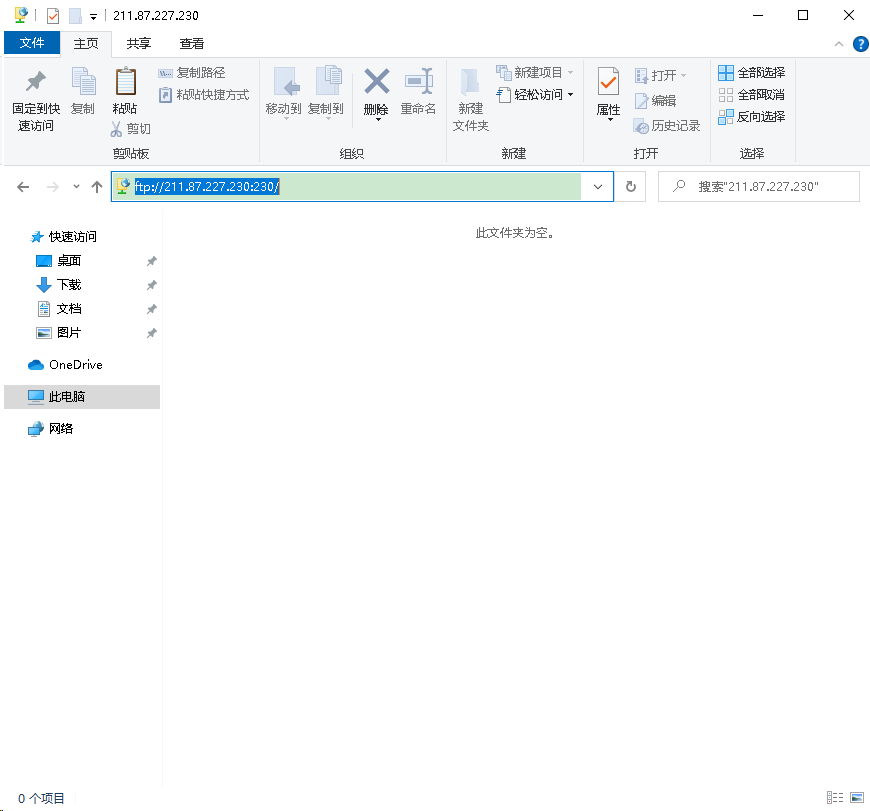 211.87.227.230
文件 主页 共享 查看
固定到快速访问
复制
粘贴
复制路径
粘贴快捷方式
剪切
剪贴板
移动到
复制到
删除
重命名
组织
新建
文件夹
新建项目
轻松访问
新建
属性
打开
编辑
历史记录
打开
全部选择
全部取消
反向选择
选择
ftp://211.87.227.230:230/
搜索"211.87.227.230"
快速访问
桌面
下载
文档
图片
OneDrive
此电脑
网络
此文件夹为空。
0 个项目